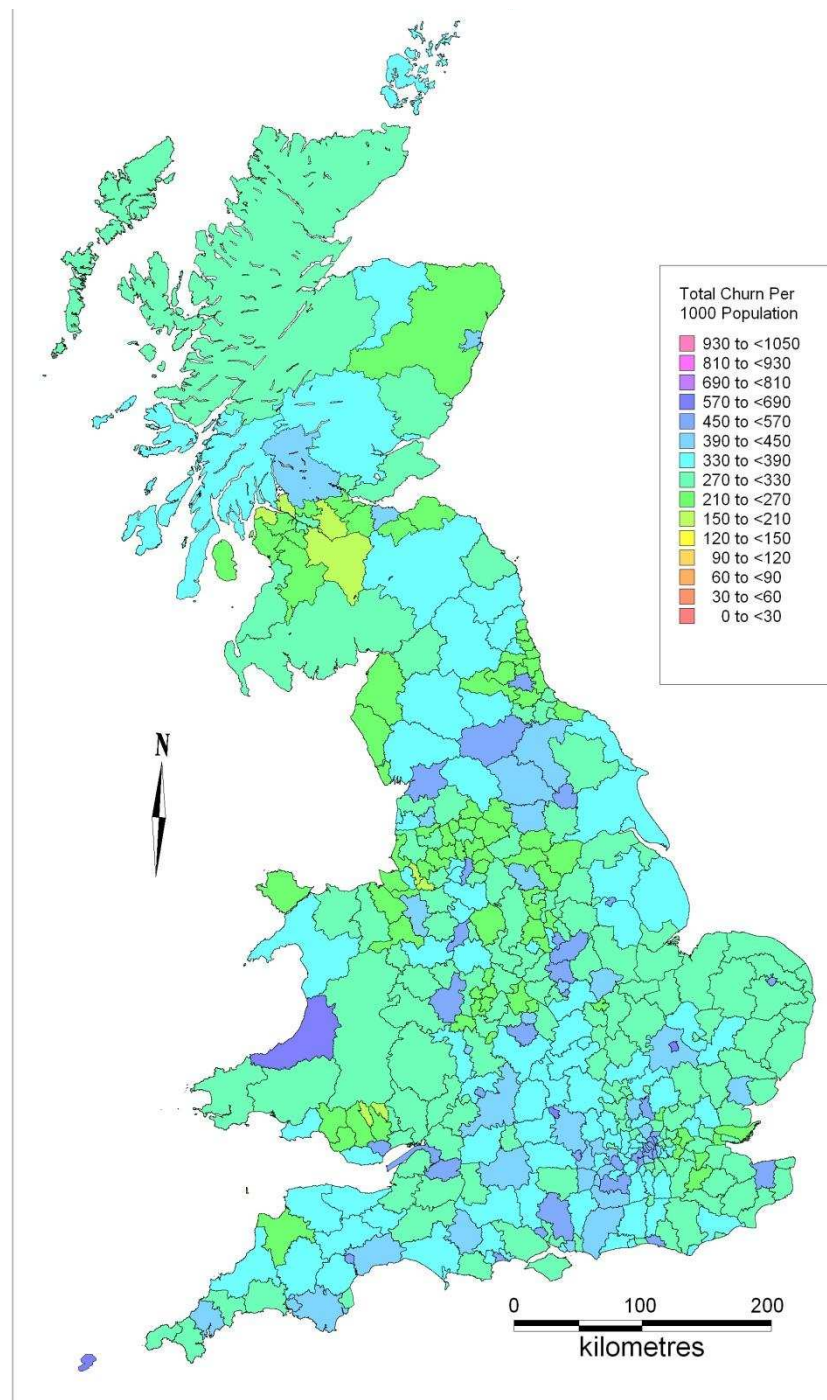 Total Churn Per
1000 Population
930 to <1050
810 to <930
690 to <810
570 to <690
450 to <570
390 to <450
330 to <390
270 to <330
210 to <270
150 to <210
120 to <150
90 to <120
60 to <90
30 to <60
0 to <30
N
0 100 200
kilometres